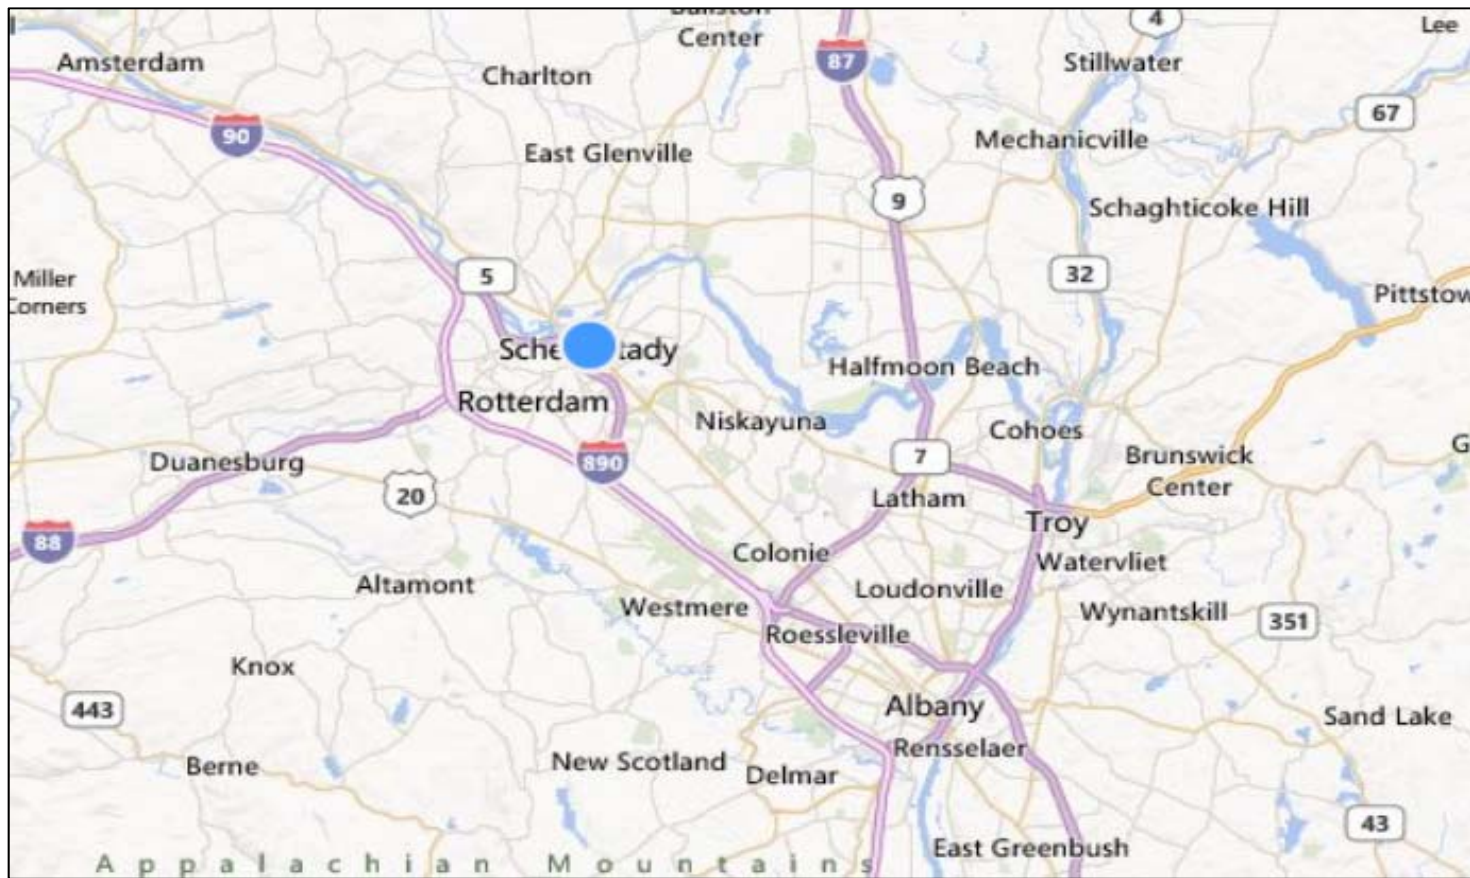 Center
4
Lee
Amsterdam
Charlton
87
Stillwater
67
90
East Glenville
Mechanicville
9
Schaghticoke Hill
5
32
Miller
Corners
Pittstow
Sche tady
Halfmoon Beach
Rotterdam
Niskayuna
Cohoes
7
Brunswick
Center
G
Duanesburg
890
20
Latham
Troy
88
Colonie
Watervliet
Altamont
Loudonville
Westmere
Wynantskill
351
Roessleville
Knox
443
Albany
Sand Lake
Rensselaer
Berne
New Scotland
Delmar
43
East Greenbush
Appalachian Mountains